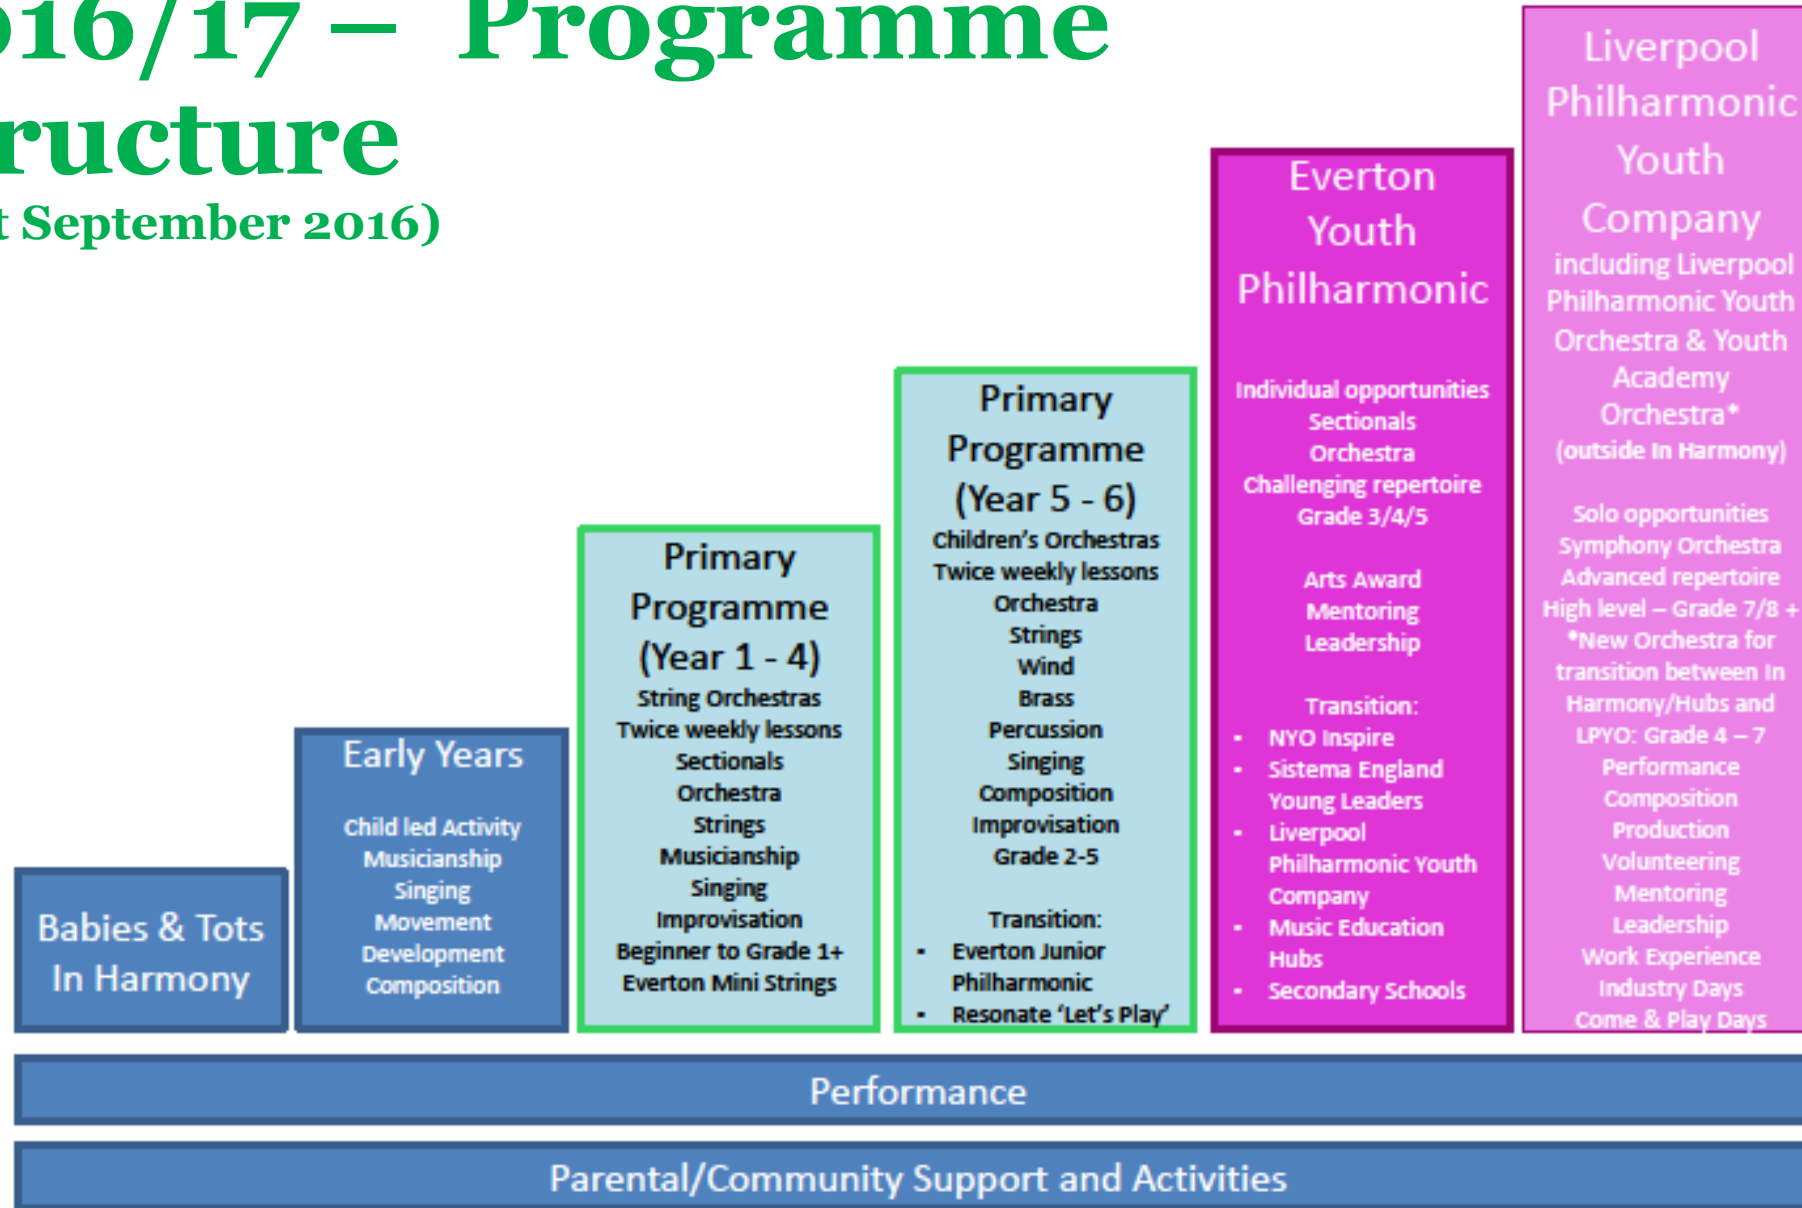 016/17 – Programme
ructure
t September 2016)
Babies & Tots
In Harmony
Early Years
Child led Activity
Musicianship
Singing
Movement
Development
Composition
Primary
Programme
(Year 1 - 4)
String Orchestras
Twice weekly lessons
Sectionals
Orchestra
Strings
Musicianship
Singing
Improvisation
Beginner to Grade 1+
Everton Mini Strings
Primary
Programme
(Year 5 - 6)
Children's Orchestras
Twice weekly lessons
Orchestra
Strings
Wind
Brass
Percussion
Singing
Composition
Improvisation
Grade 2-5
Transition:
▪ Everton Junior
Philharmonic
▪ Resonate ‘Let's Play’
Everton
Youth
Philharmonic
Individual opportunities
Sectionals
Orchestra
Challenging repertoire
Grade 3/4/5
Arts Award
Mentoring
Leadership
Transition:
▪ NYO Inspire
▪ Sistema England
Young Leaders
▪ Liverpool
Philharmonic Youth
Company
▪ Music Education
Hubs
▪ Secondary Schools
Liverpool
Philharmonic
Youth
Company
including Liverpool
Philharmonic Youth
Orchestra & Youth
Academy
Orchestra*
(outside In Harmony)
Solo opportunities
Symphony Orchestra
Advanced repertoire
High level – Grade 7/8 +
*New Orchestra for
transition between In
Harmony/Hubs and
LPYO: Grade 4 – 7
Performance
Composition
Production
Volunteering
Mentoring
Leadership
Work Experience
Industry Days
Come & Play Days
Performance
Parental/Community Support and Activities